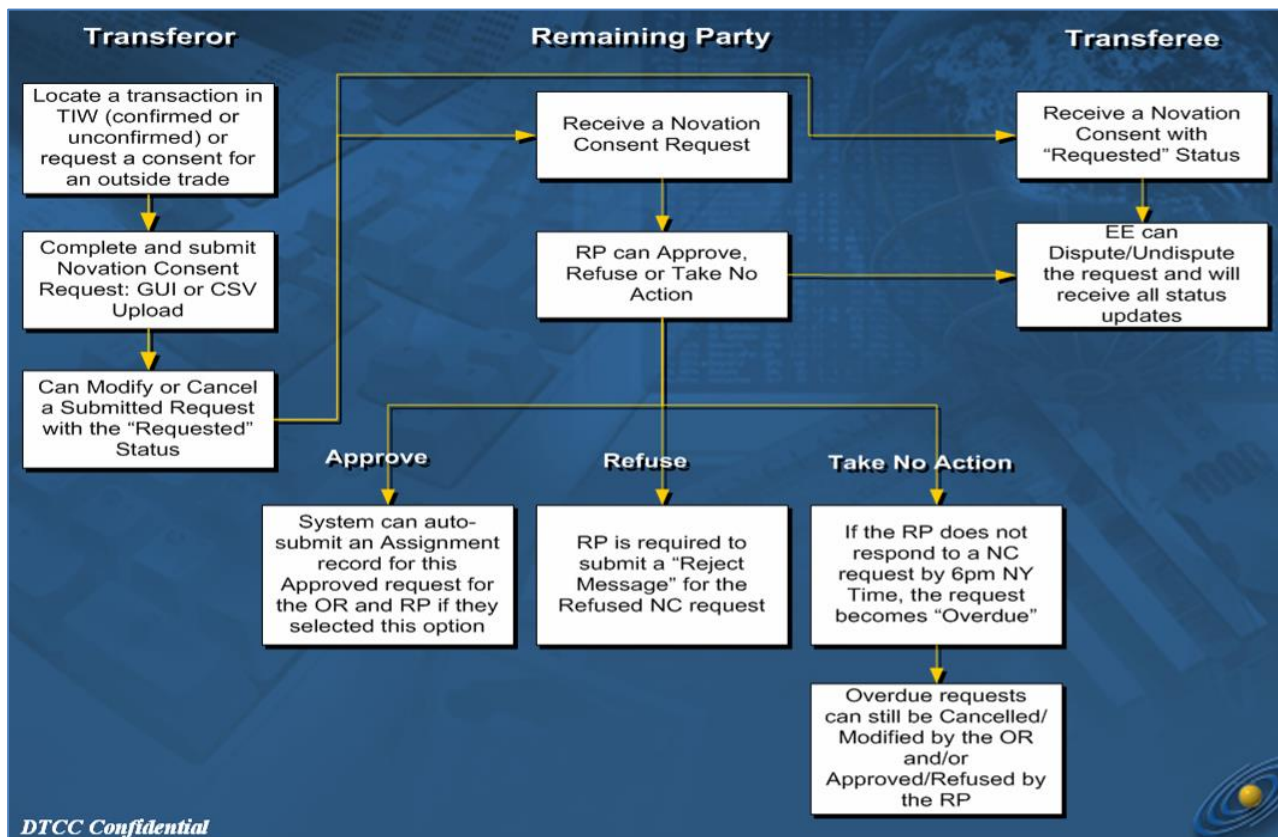 Transferor
Remaining Party
Transferee
Locate a transaction in
TIW (confirmed or
unconfirmed) or
request a consent for
an outside trade
Receive a Novation
Consent Request
Receive a Novation
Consent with
“Requested” Status
Complete and submit
Novation Consent
Request: GUI or CSV
Upload
RP can Approve,
Refuse or Take No
Action
EE can
Dispute/Undispute
the request and will
receive all status
updates
Can Modify or Cancel
a Submitted Request
with the “Requested”
Status
Approve
Refuse
Take No Action
System can auto-
submit an Assignment
record for this
Approved request for
the OR and RP if they
selected this option
RP is required to
submit a “Reject
Message” for the
Refused NC request
If the RP does not
respond to a NC
request by 6pm NY
Time, the request
becomes “Overdue”
Overdue requests
can still be Cancelled/
Modified by the OR
and/or
Approved/Refused by
the RP
DTCC Confidential